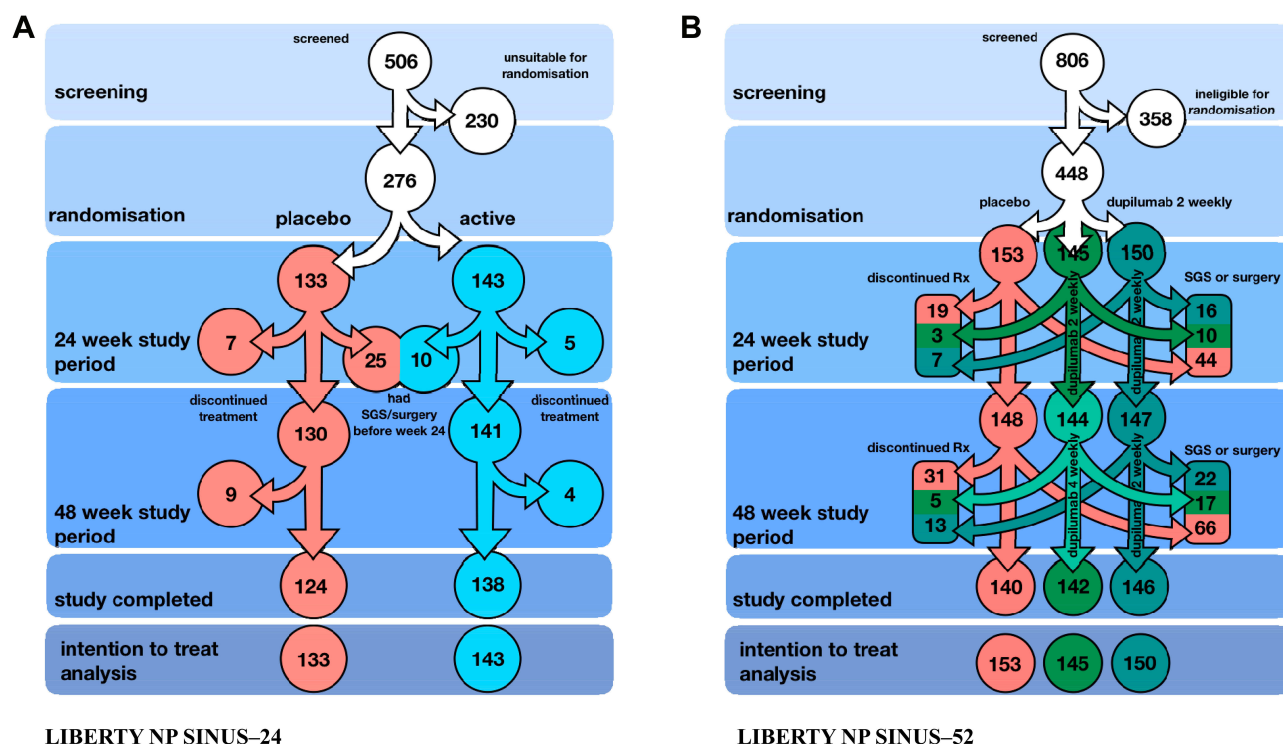 A
screened
506
unsuitable for
randomisation
screening
230
276
randomisation
placebo
active
133
143
24 week study
period
7
25
10
5
discontinued
treatment
had
SGS/surgery
before week 24
discontinued
treatment
130
141
9
4
48 week study
period
124
138
study completed
intention to treat
analysis
133
143
LIBERTY NP SINUS–24
B
screened
806
ineligible for
randomisation
screening
358
448
randomisation
placebo
dupilumab 2 weekly
153
145
150
discontinued Rx
SGS or surgery
19
3
7
dupilumab 2 weekly
dupilumab 2 weekly
16
10
44
24 week study
period
148
144
147
discontinued Rx
SGS or surgery
31
5
13
dupilumab 4 weekly
dupilumab 2 weekly
22
17
66
48 week study
period
140
142
146
study completed
intention to treat
analysis
153
145
150
LIBERTY NP SINUS–52